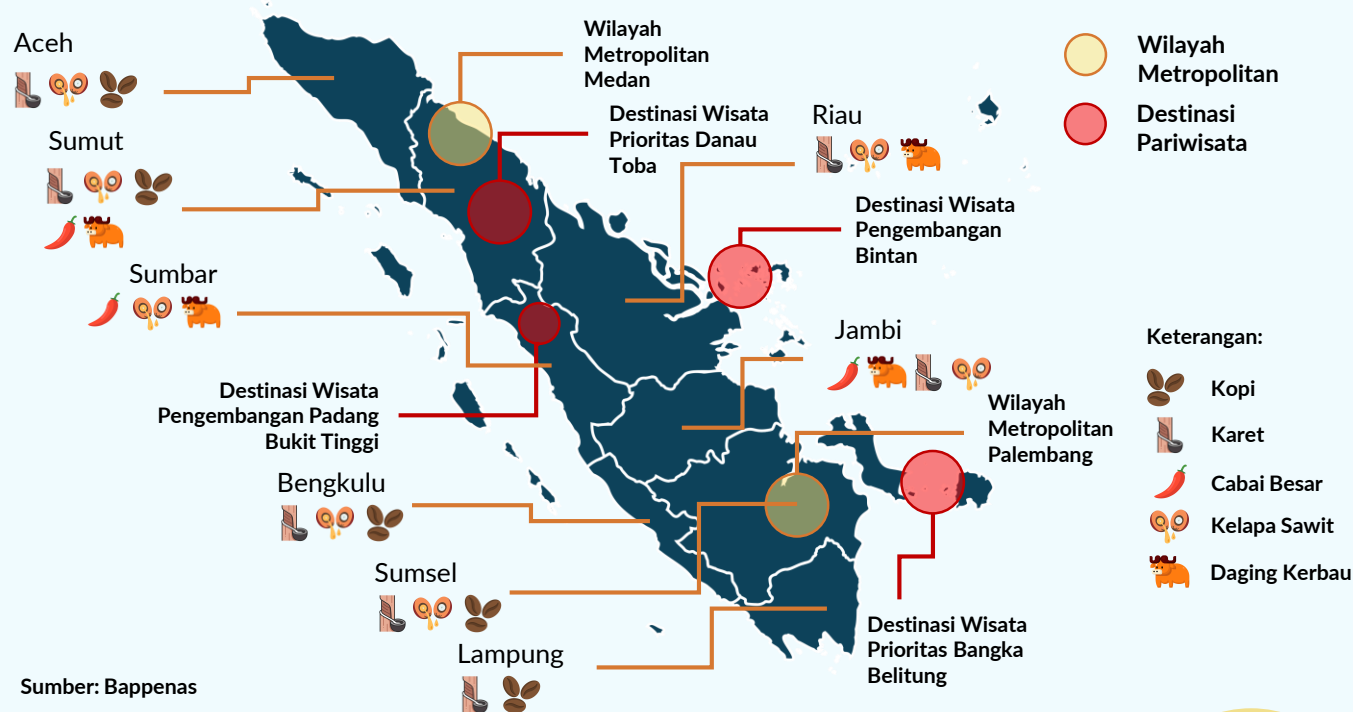 Aceh
Wilayah
Metropolitan
Medan
Wilayah
Metropolitan
Destinasi
Pariwisata
Destinasi Wisata
Prioritas Danau
Toba
Riau
Sumut
Destinasi Wisata
Pengembangan
Bintan
Sumbar
Jambi
Keterangan:
Kopi
Karet
Cabai Besar
Kelapa Sawit
Daging Kerbau
Destinasi Wisata
Pengembangan Padang
Bukit Tinggi
Wilayah
Metropolitan
Palembang
Bengkulu
Sumsel
Lampung
Destinasi Wisata
Prioritas Bangka
Belitung
Sumber: Bappenas